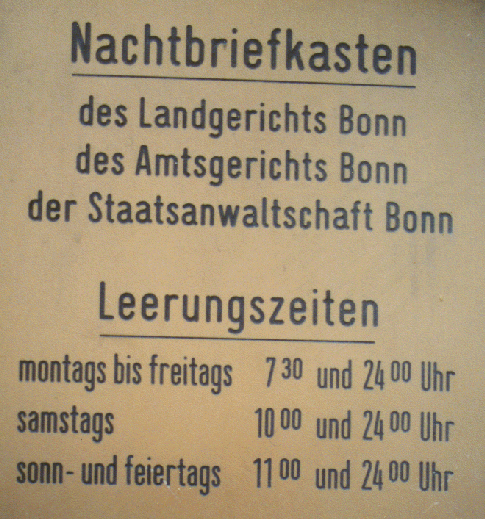 Nachtbriefkasten
des Landgerichts Bonn
des Amtsgerichts Bonn
der Staatsanwaltschaft Bonn
Leerungszeiten
montags bis freitags 7 30 und 24 00 Uhr
samstags 10 00 und 24 00 Uhr
sonn- und feiertags 11 00 und 24 00 Uhr